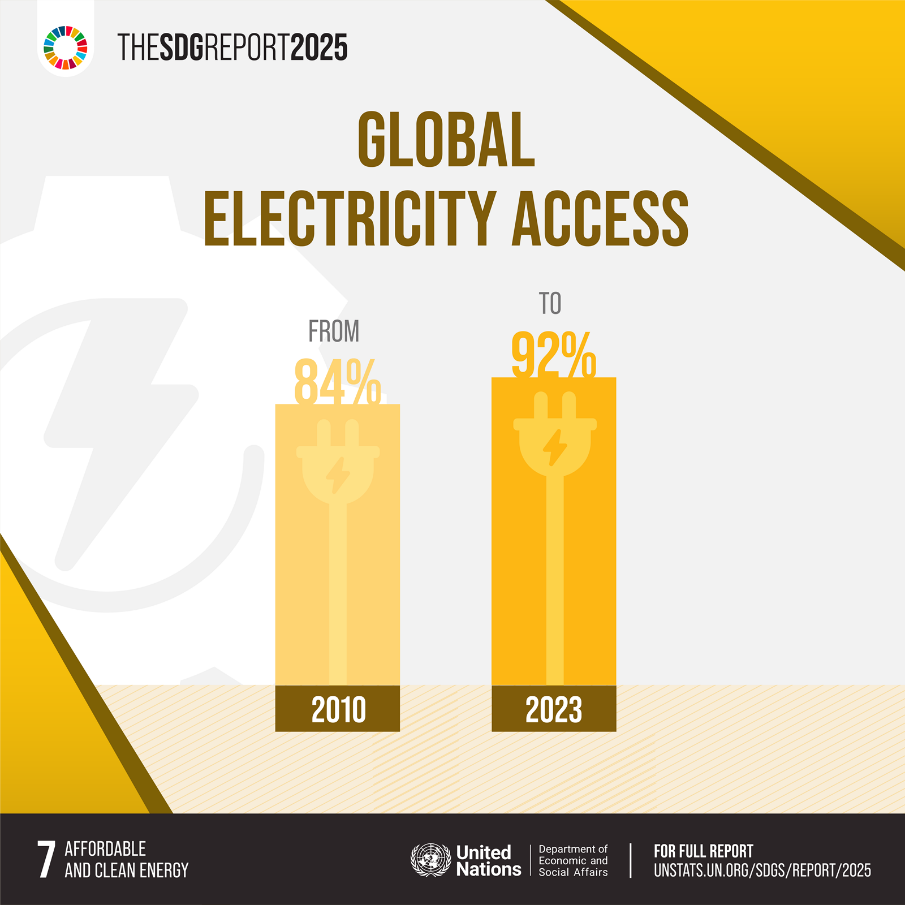 THESDGREPORT2025
GLOBAL
ELECTRICITY ACCESS
FROM
84%
TO
92%
2010
2023
7
AFFORDABLE
AND CLEAN ENERGY
United
Nations
Department of
Economic and
Social Affairs
FOR FULL REPORT
UNSTATS.UN.ORG/SDGS/REPORT/2025